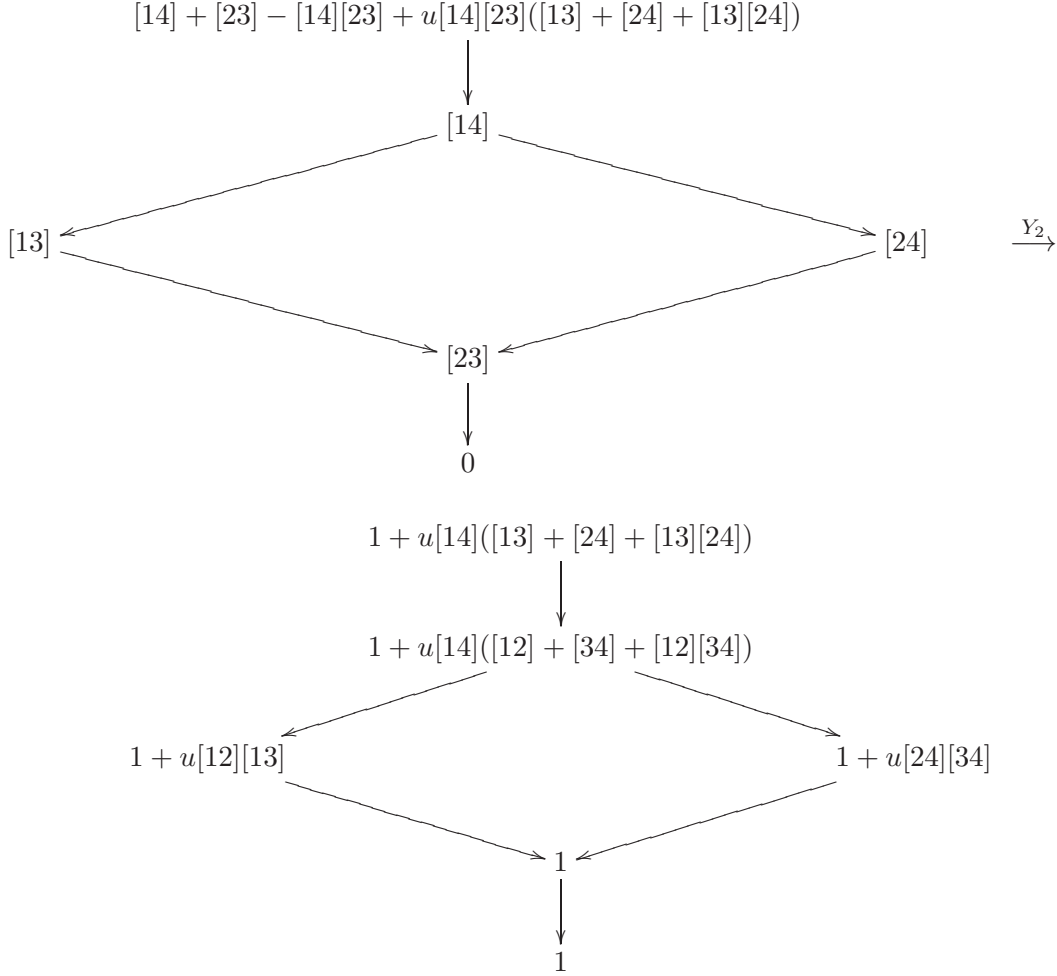 [14] + [23] − [14][23] + u[14][23]([13] + [24] + [13][24])
[14]
[13] [24] Y₂
[23]
0
1 + u[14]([13] + [24] + [13][24])
1 + u[14]([12] + [34] + [12][34])
1 + u[12][13] 1 + u[24][34]
1
1